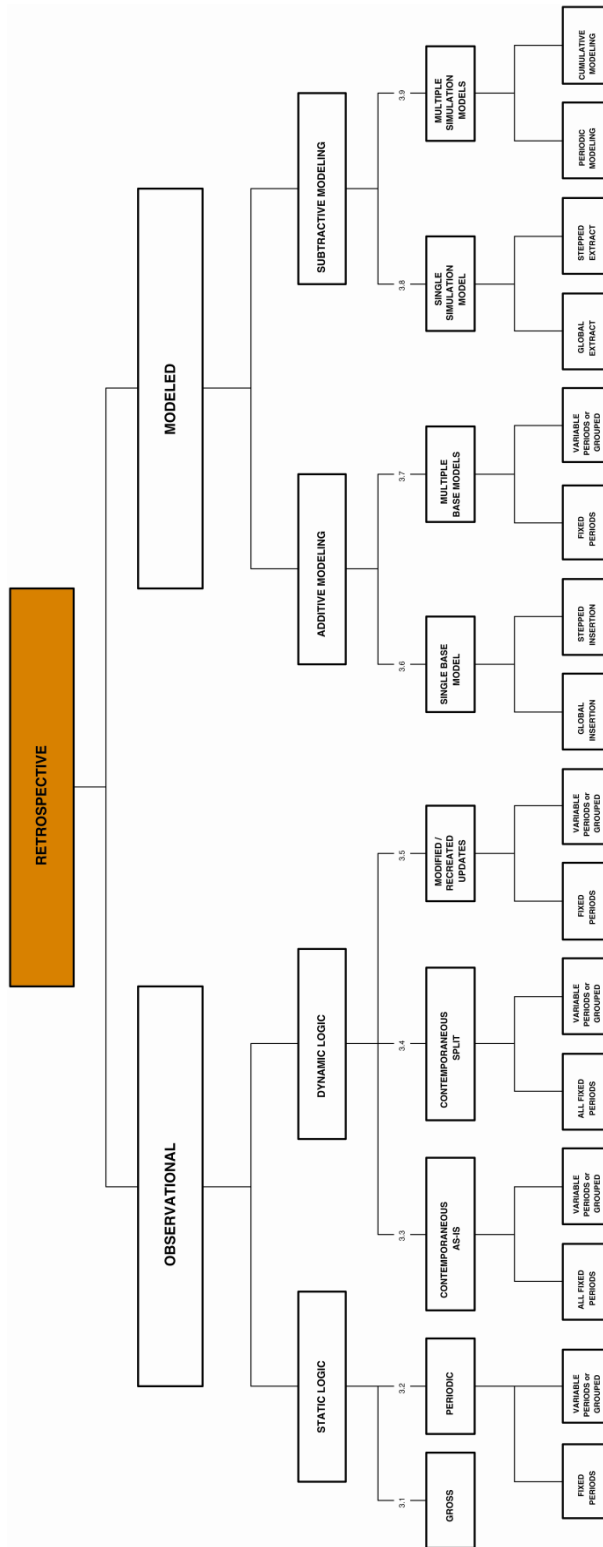 RETROSPECTIVE
OBSERVATIONAL
MODELED
STATIC LOGIC
DYNAMIC LOGIC
ADDITIVE MODELING
SUBTRACTIVE MODELING
3.1
3.2
3.3
3.4
3.5
3.6
3.7
3.8
3.9
GROSS
PERIODIC
CONTEMPORANEOUS
AS-IS
CONTEMPORANEOUS
SPLIT
MODIFIED /
RECREATED
UPDATES
SINGLE BASE
MODEL
MULTIPLE
BASE MODELS
SINGLE
SIMULATION
MODEL
MULTIPLE
SIMULATION
MODELS
FIXED
PERIODS
VARIABLE
PERIODS or
GROUPED
ALL FIXED
PERIODS
VARIABLE
PERIODS or
GROUPED
ALL FIXED
PERIODS
VARIABLE
PERIODS or
GROUPED
FIXED
PERIODS
VARIABLE
PERIODS or
GROUPED
GLOBAL
INSERTION
STEPPED
INSERTION
FIXED
PERIODS
VARIABLE
PERIODS or
GROUPED
GLOBAL
EXTRACT
STEPPED
EXTRACT
PERIODIC
MODELING
CUMULATIVE
MODELING